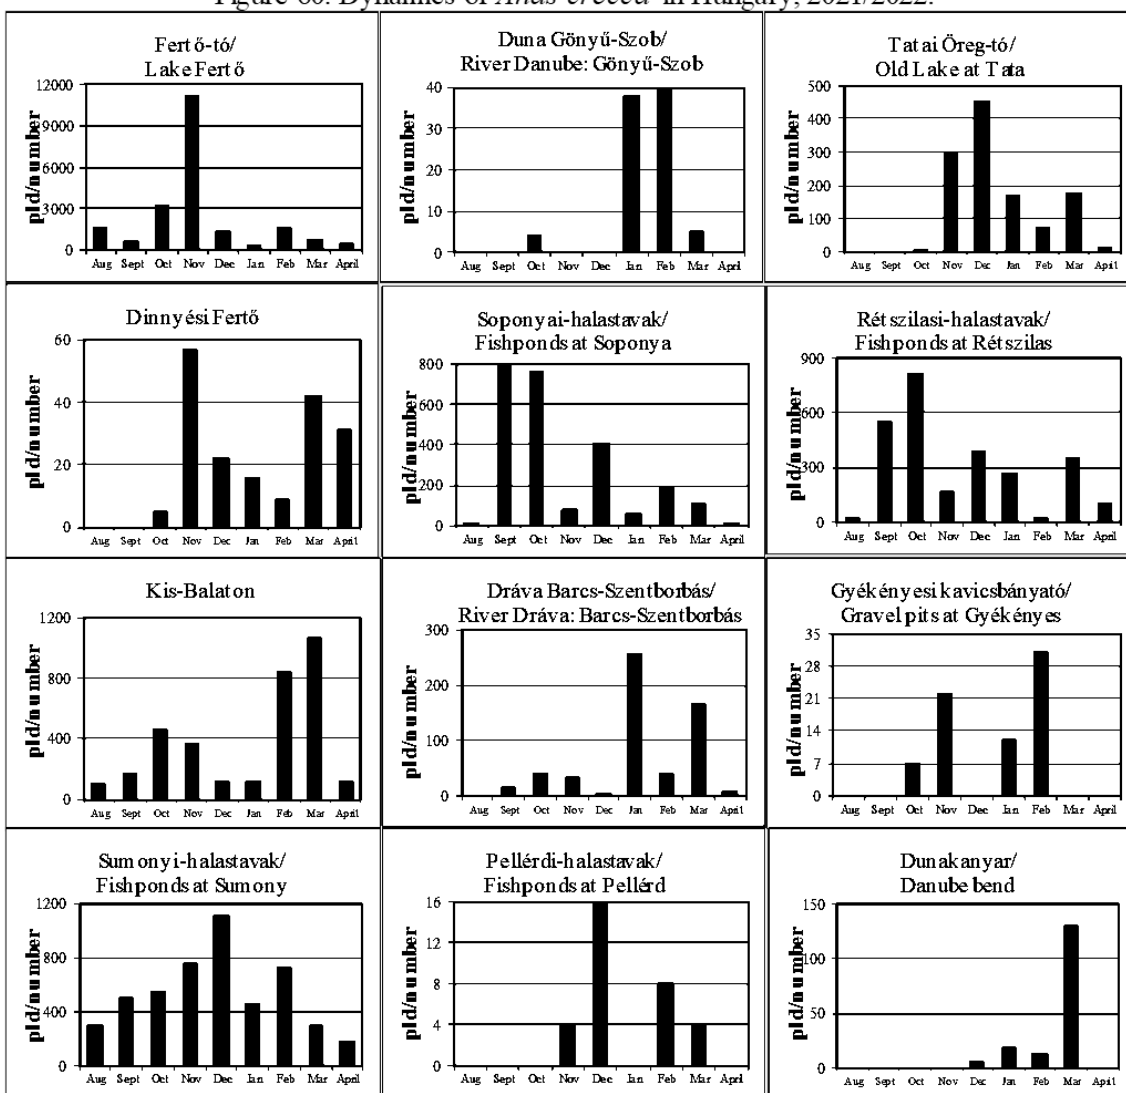 Figure Dynamics of Anas crecca in Hungary, 2021/2022.
Fertő-tó/
Lake Fertő
pld/number
12000
9000
6000
3000
0
Aug Sept Oct Nov Dec Jan Feb Mar April
Duna Gönyű-Szob/
River Danube: Gönyű-Szob
pld/number
40
30
20
10
0
Aug Sept Oct Nov Dec Jan Feb Mar April
Tatai Öreg-tó/
Old Lake at Tata
pld/number
500
400
300
200
100
0
Aug Sept Oct Nov Dec Jan Feb Mar April
Dinnyési Fertő
pld/number
60
40
20
0
Aug Sept Oct Nov Dec Jan Feb Mar April
Soponyai-halastavak/
Fishponds at Soponya
pld/number
800
600
400
200
0
Aug Sept Oct Nov Dec Jan Feb Mar April
Rétszilasi-halastavak/
Fishponds at Rétszilas
pld/number
900
600
300
0
Aug Sept Oct Nov Dec Jan Feb Mar April
Kis-Balaton
pld/number
1200
800
400
0
Aug Sept Oct Nov Dec Jan Feb Mar April
Dráva Barcs-Szentborbás/
River Dráva: Barcs-Szentborbás
pld/number
300
200
100
0
Aug Sept Oct Nov Dec Jan Feb Mar April
Gyékényesi kavicsbányató/
Gravel pits at Gyékényes
pld/number
35
28
21
14
7
0
Aug Sept Oct Nov Dec Jan Feb Mar April
Sumonyi-halastavak/
Fishponds at Sumony
pld/number
1200
800
400
0
Aug Sept Oct Nov Dec Jan Feb Mar April
Pellérdi-halastavak/
Fishponds at Pellérd
pld/number
16
12
8
4
0
Aug Sept Oct Nov Dec Jan Feb Mar April
Dunakanyar/
Danube bend
pld/number
150
100
50
0
Aug Sept Oct Nov Dec Jan Feb Mar April